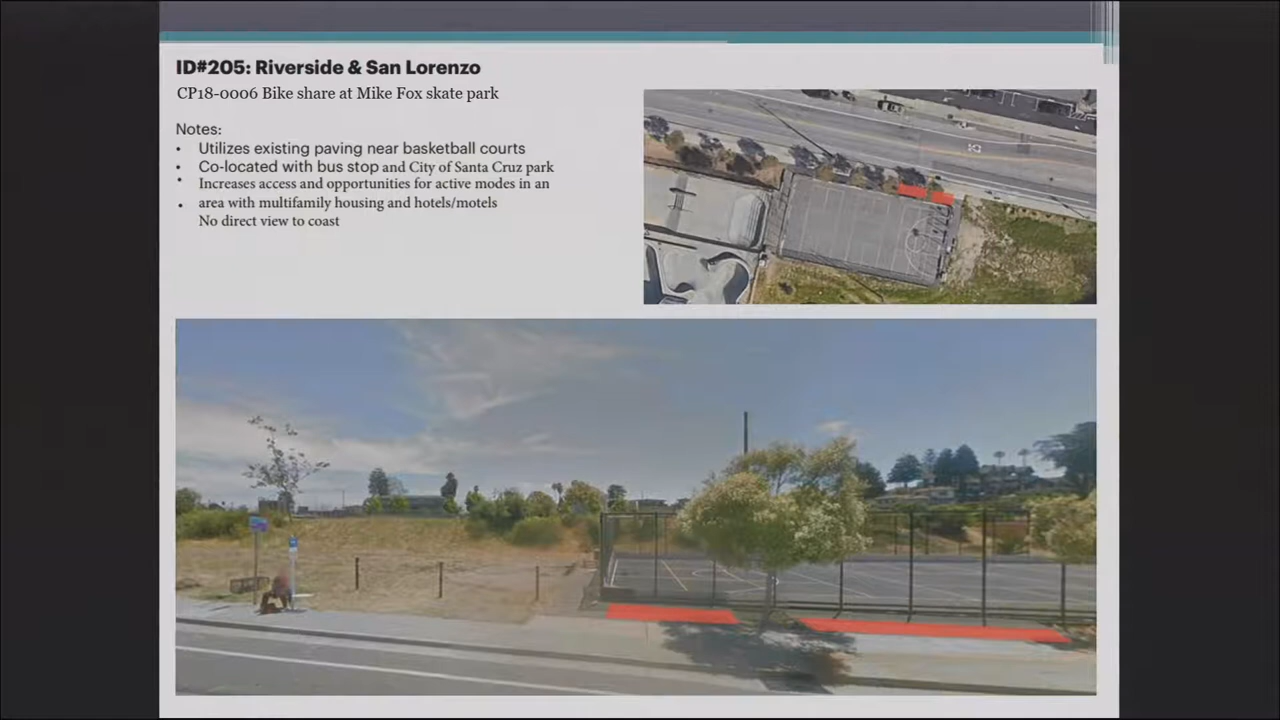 ID#205: Riverside & San Lorenzo
CP18-0006 Bike share at Mike Fox skate park
Notes:
• Utilizes existing paving near basketball courts
• Co-located with bus stop and City of Santa Cruz park
• Increases access and opportunities for active modes in an
• area with multifamily housing and hotels/motels
No direct view to coast